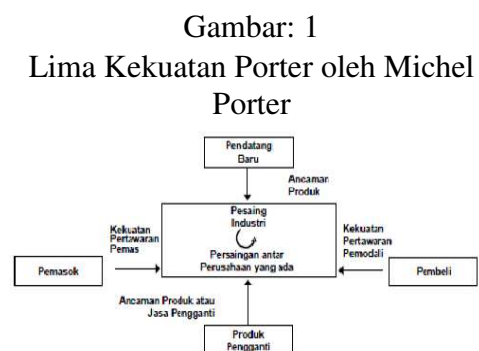 Gambar: 1
Lima Kekuatan Porter oleh Michel
Porter
Pendatang
Baru
Ancaman
Produk
Pesaing
Industri
Kekuatan
Pertawaran
Pemas
Kekuatan
Pertawaran
Pemodali
Persaingan antar
Perusahaan yang ada
Pemasok
Pembeli
Ancaman Produk atau
Jasa Pengganti
Produk
Pengganti